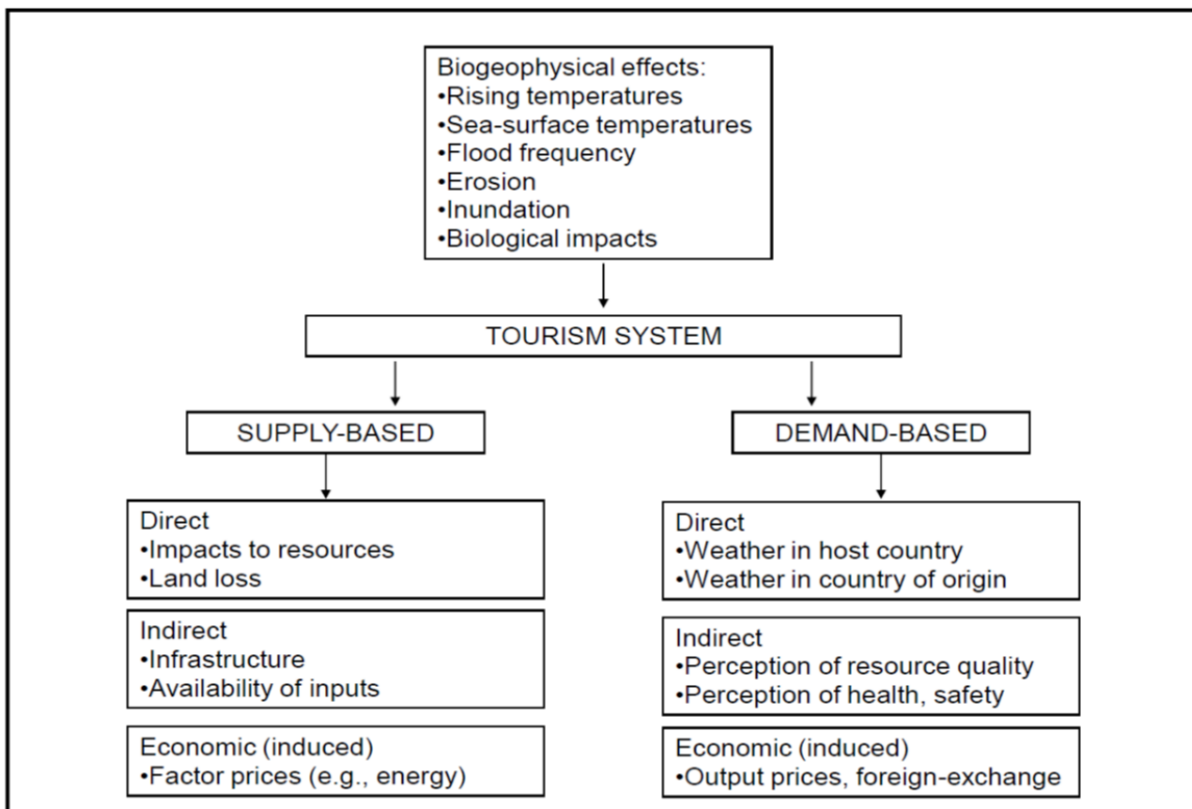 Biogeophysical effects:
•Rising temperatures
•Sea-surface temperatures
•Flood frequency
•Erosion
•Inundation
•Biological impacts
TOURISM SYSTEM
SUPPLY-BASED
DEMAND-BASED
Direct
•Impacts to resources
•Land loss
Indirect
•Infrastructure
•Availability of inputs
Economic (induced)
•Factor prices (e.g., energy)
Direct
•Weather in host country
•Weather in country of origin
Indirect
•Perception of resource quality
•Perception of health, safety
Economic (induced)
•Output prices, foreign-exchange